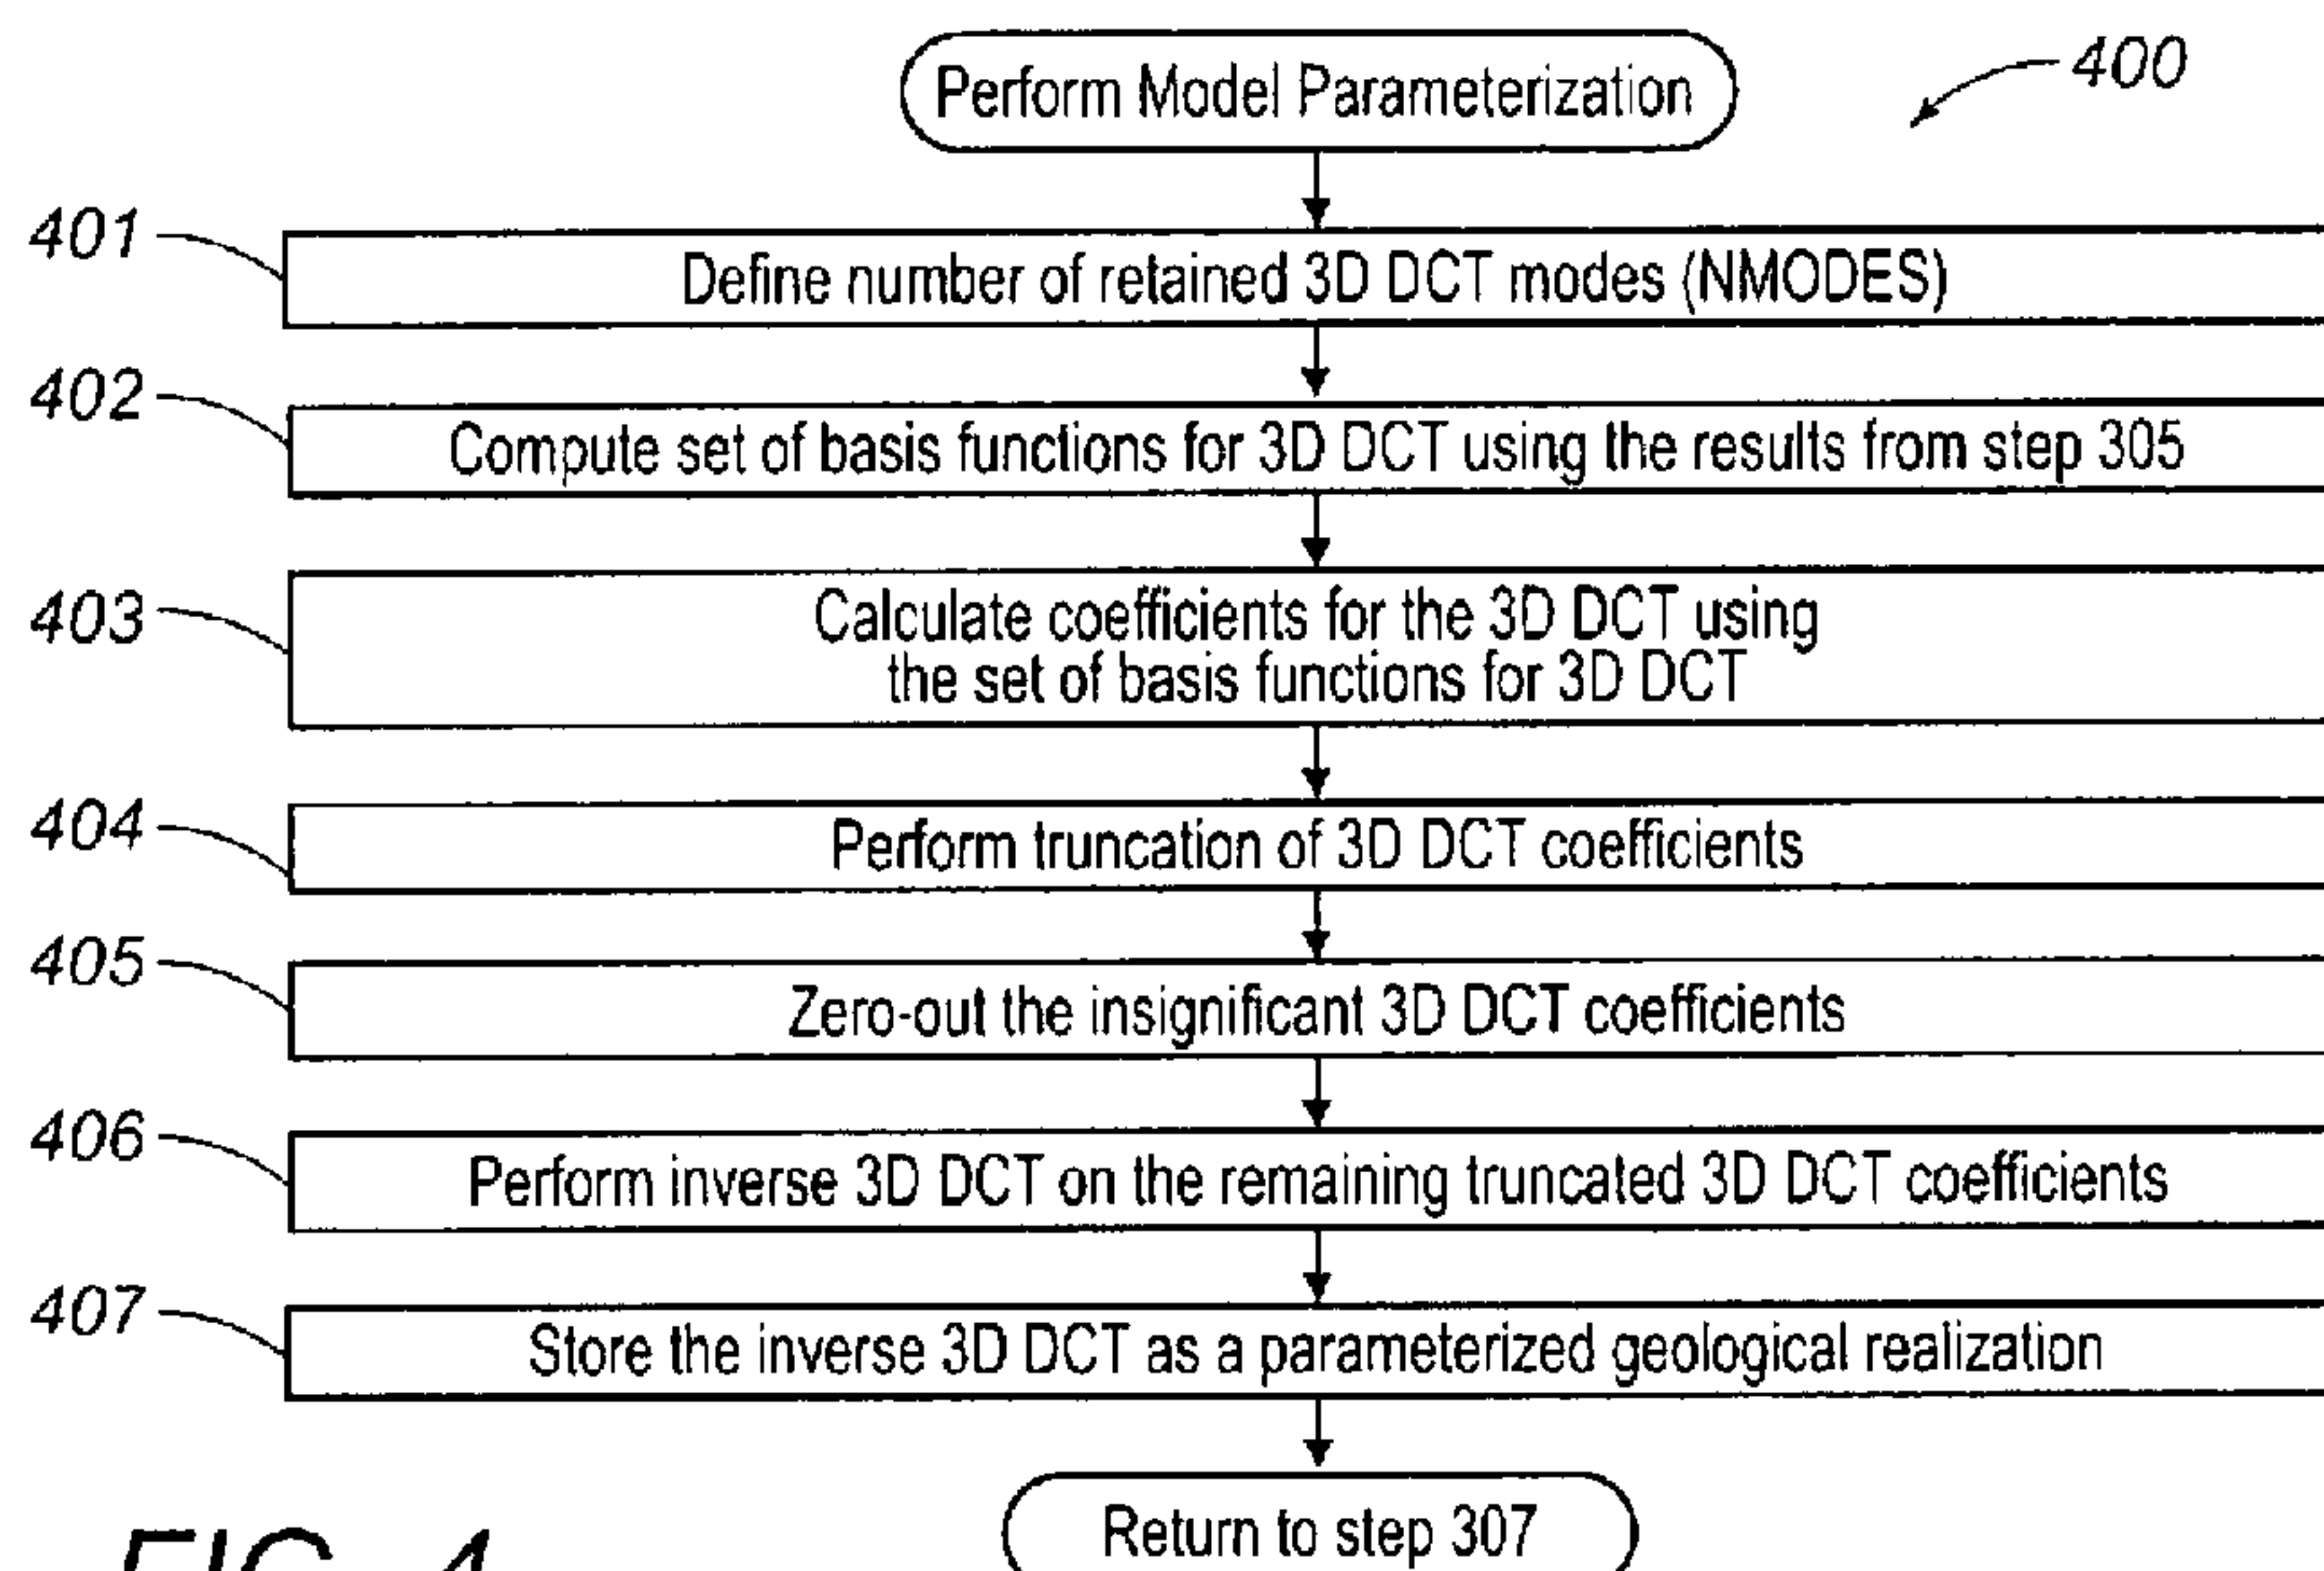 Perform Model Parameterization
400
401
Define number of retained 3D DCT modes (NMODES)
402
Compute set of basis functions for 3D DCT using the results from step 305
403
Calculate coefficients for the 3D DCT using
the set of basis functions for 3D DCT
404
Perform truncation of 3D DCT coefficients
405
Zero-out the insignificant 3D DCT coefficients
406
Perform inverse 3D DCT on the remaining truncated 3D DCT coefficients
407
Store the inverse 3D DCT as a parameterized geological realization
Return to step 307
FIG. 4